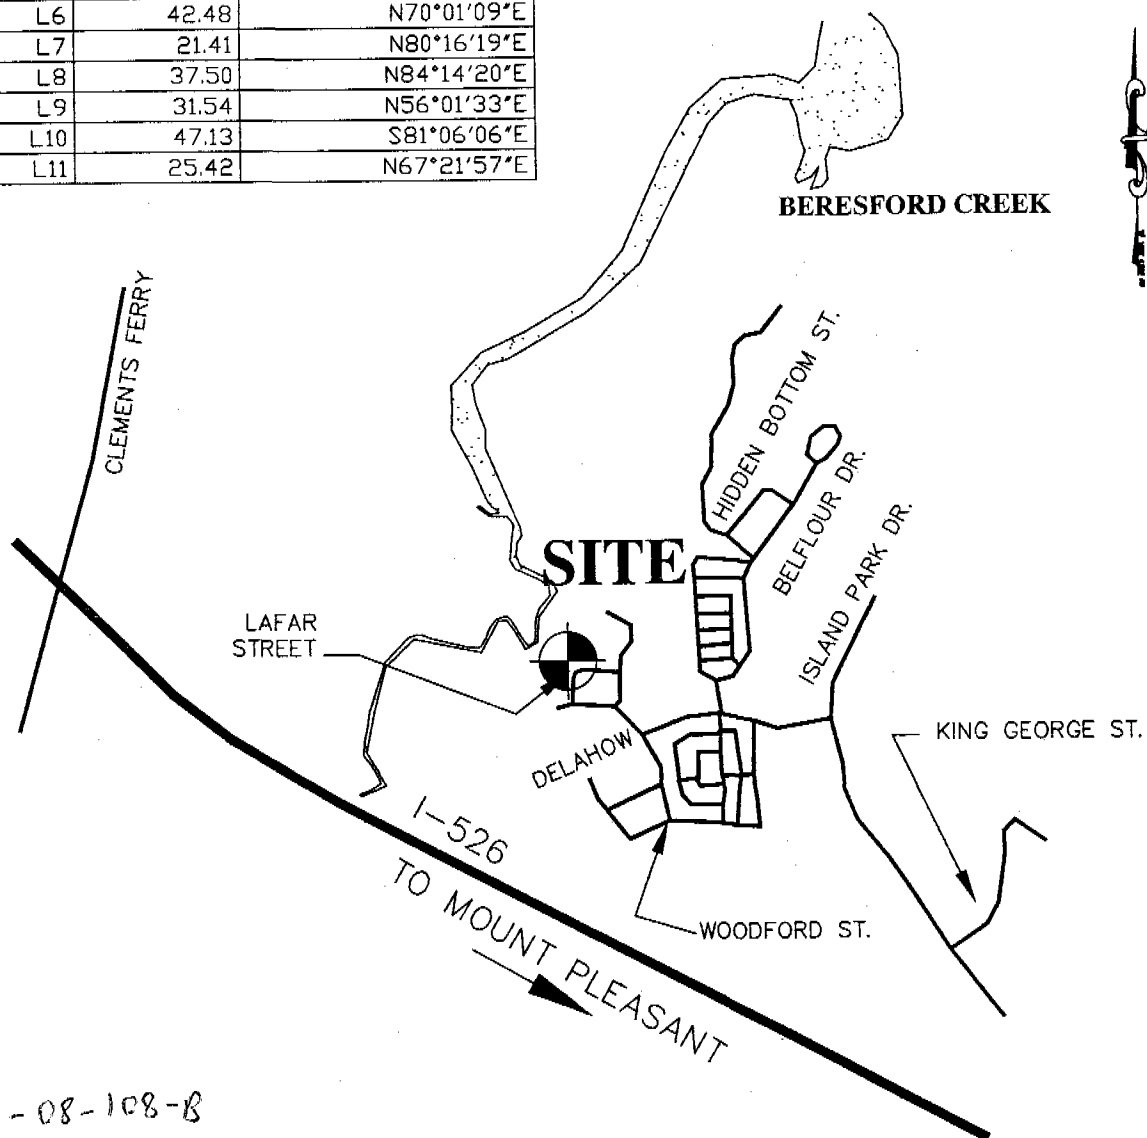 L6 42.48 N70°01'09"E
L7 21.41 N80°16'19"E
L8 37.50 N84°14'20"E
L9 31.54 N56°01'33"E
L10 47.13 S81°06'06"E
L11 25.42 N67°21'57"E
BERESFORD CREEK
CLEMENTS FERRY
HIDDEN BOTTOM ST.
BELFLOUR DR.
ISLAND PARK DR.
SITE
LAFAR
STREET
KING GEORGE ST.
DELAHOW
I-526
TO MOUNT PLEASANT
WOODFORD ST.
-08-108-B